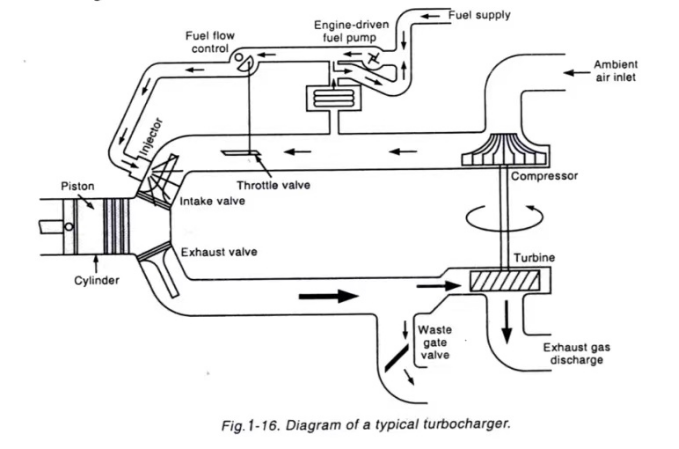 Fuel supply
Engine-driven
fuel pump
Fuel flow
control
Ambient
air inlet
Injector
Throttle valve
Compressor
Piston
Intake valve
Exhaust valve
Turbine
Cylinder
Waste
gate
valve
Exhaust gas
discharge
Fig.1-16. Diagram of a typical turbocharger.